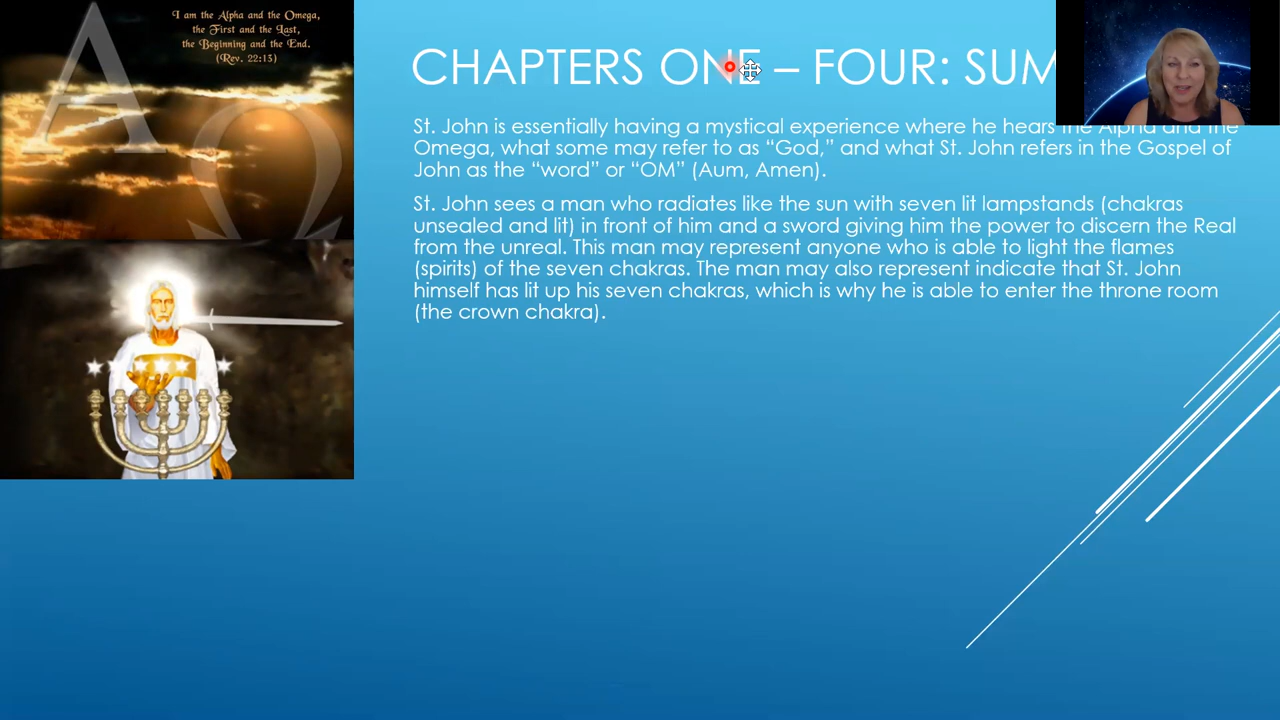 I am the Alpha and the Omega,
the First and the Last,
the Beginning and the End.
(Rev. 22:13)
CHAPTERS ONE – FOUR: SUM
St. John is essentially having a mystical experience where he hears the Alpha and the
Omega, what some may refer to as “God,” and what St. John refers in the Gospel of
John as the “word” or “OM” (Aum, Amen).
St. John sees a man who radiates like the sun with seven lit lampstands (chakras
unsealed and lit) in front of him and a sword giving him the power to discern the Real
from the unreal. This man may represent anyone who is able to light the flames
(spirits) of the seven chakras. The man may also represent indicate that St. John
himself has lit up his seven chakras, which is why he is able to enter the throne room
(the crown chakra).